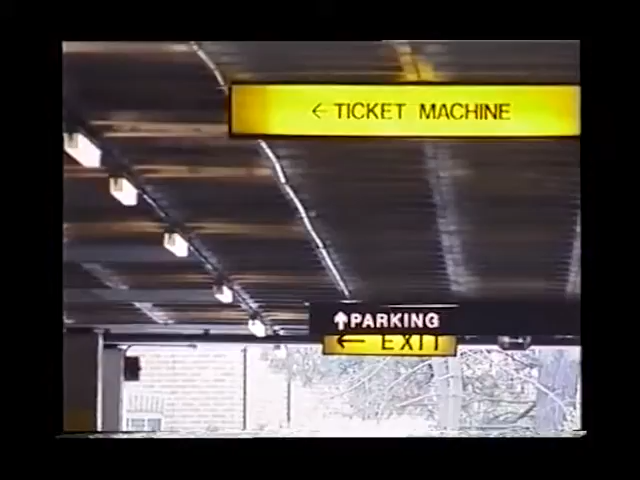 ← TICKET MACHINE
↑ PARKING
← EXIT